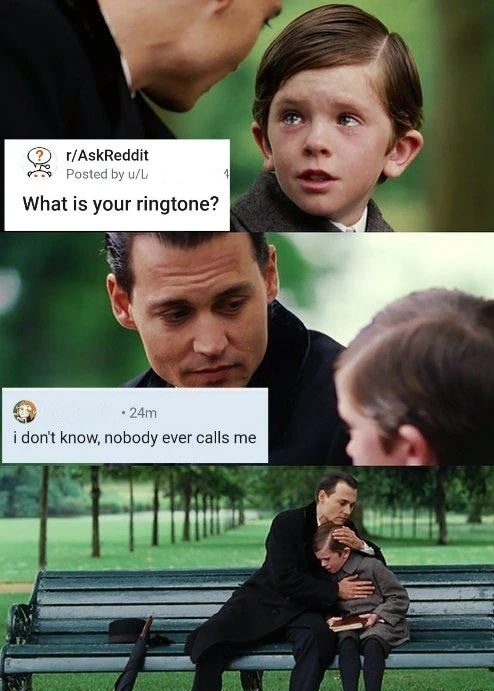 r/AskReddit
Posted by u/L
What is your ringtone?
• 24m
i don't know, nobody ever calls me